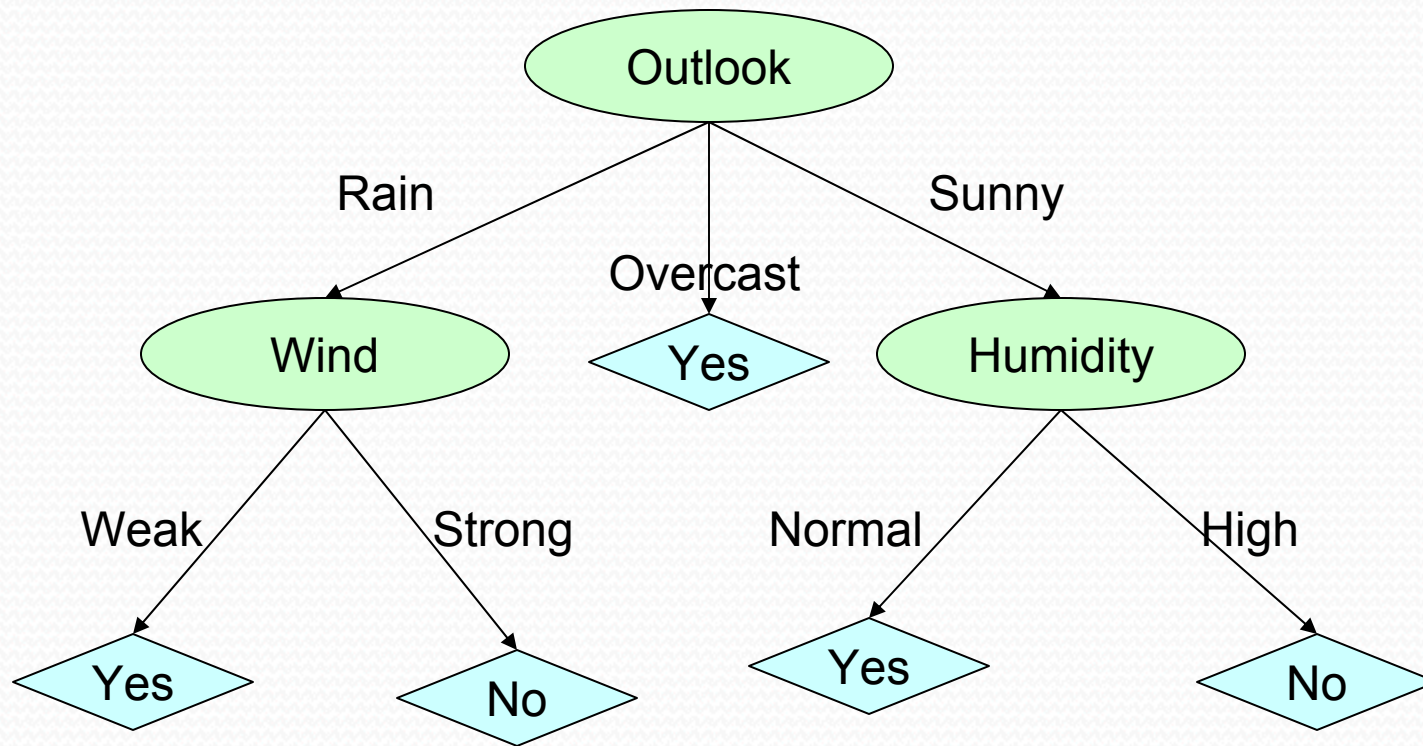 Outlook
Rain
Sunny
Overcast
Wind
Yes
Humidity
Weak
Strong
Normal
High
Yes
No
Yes
No